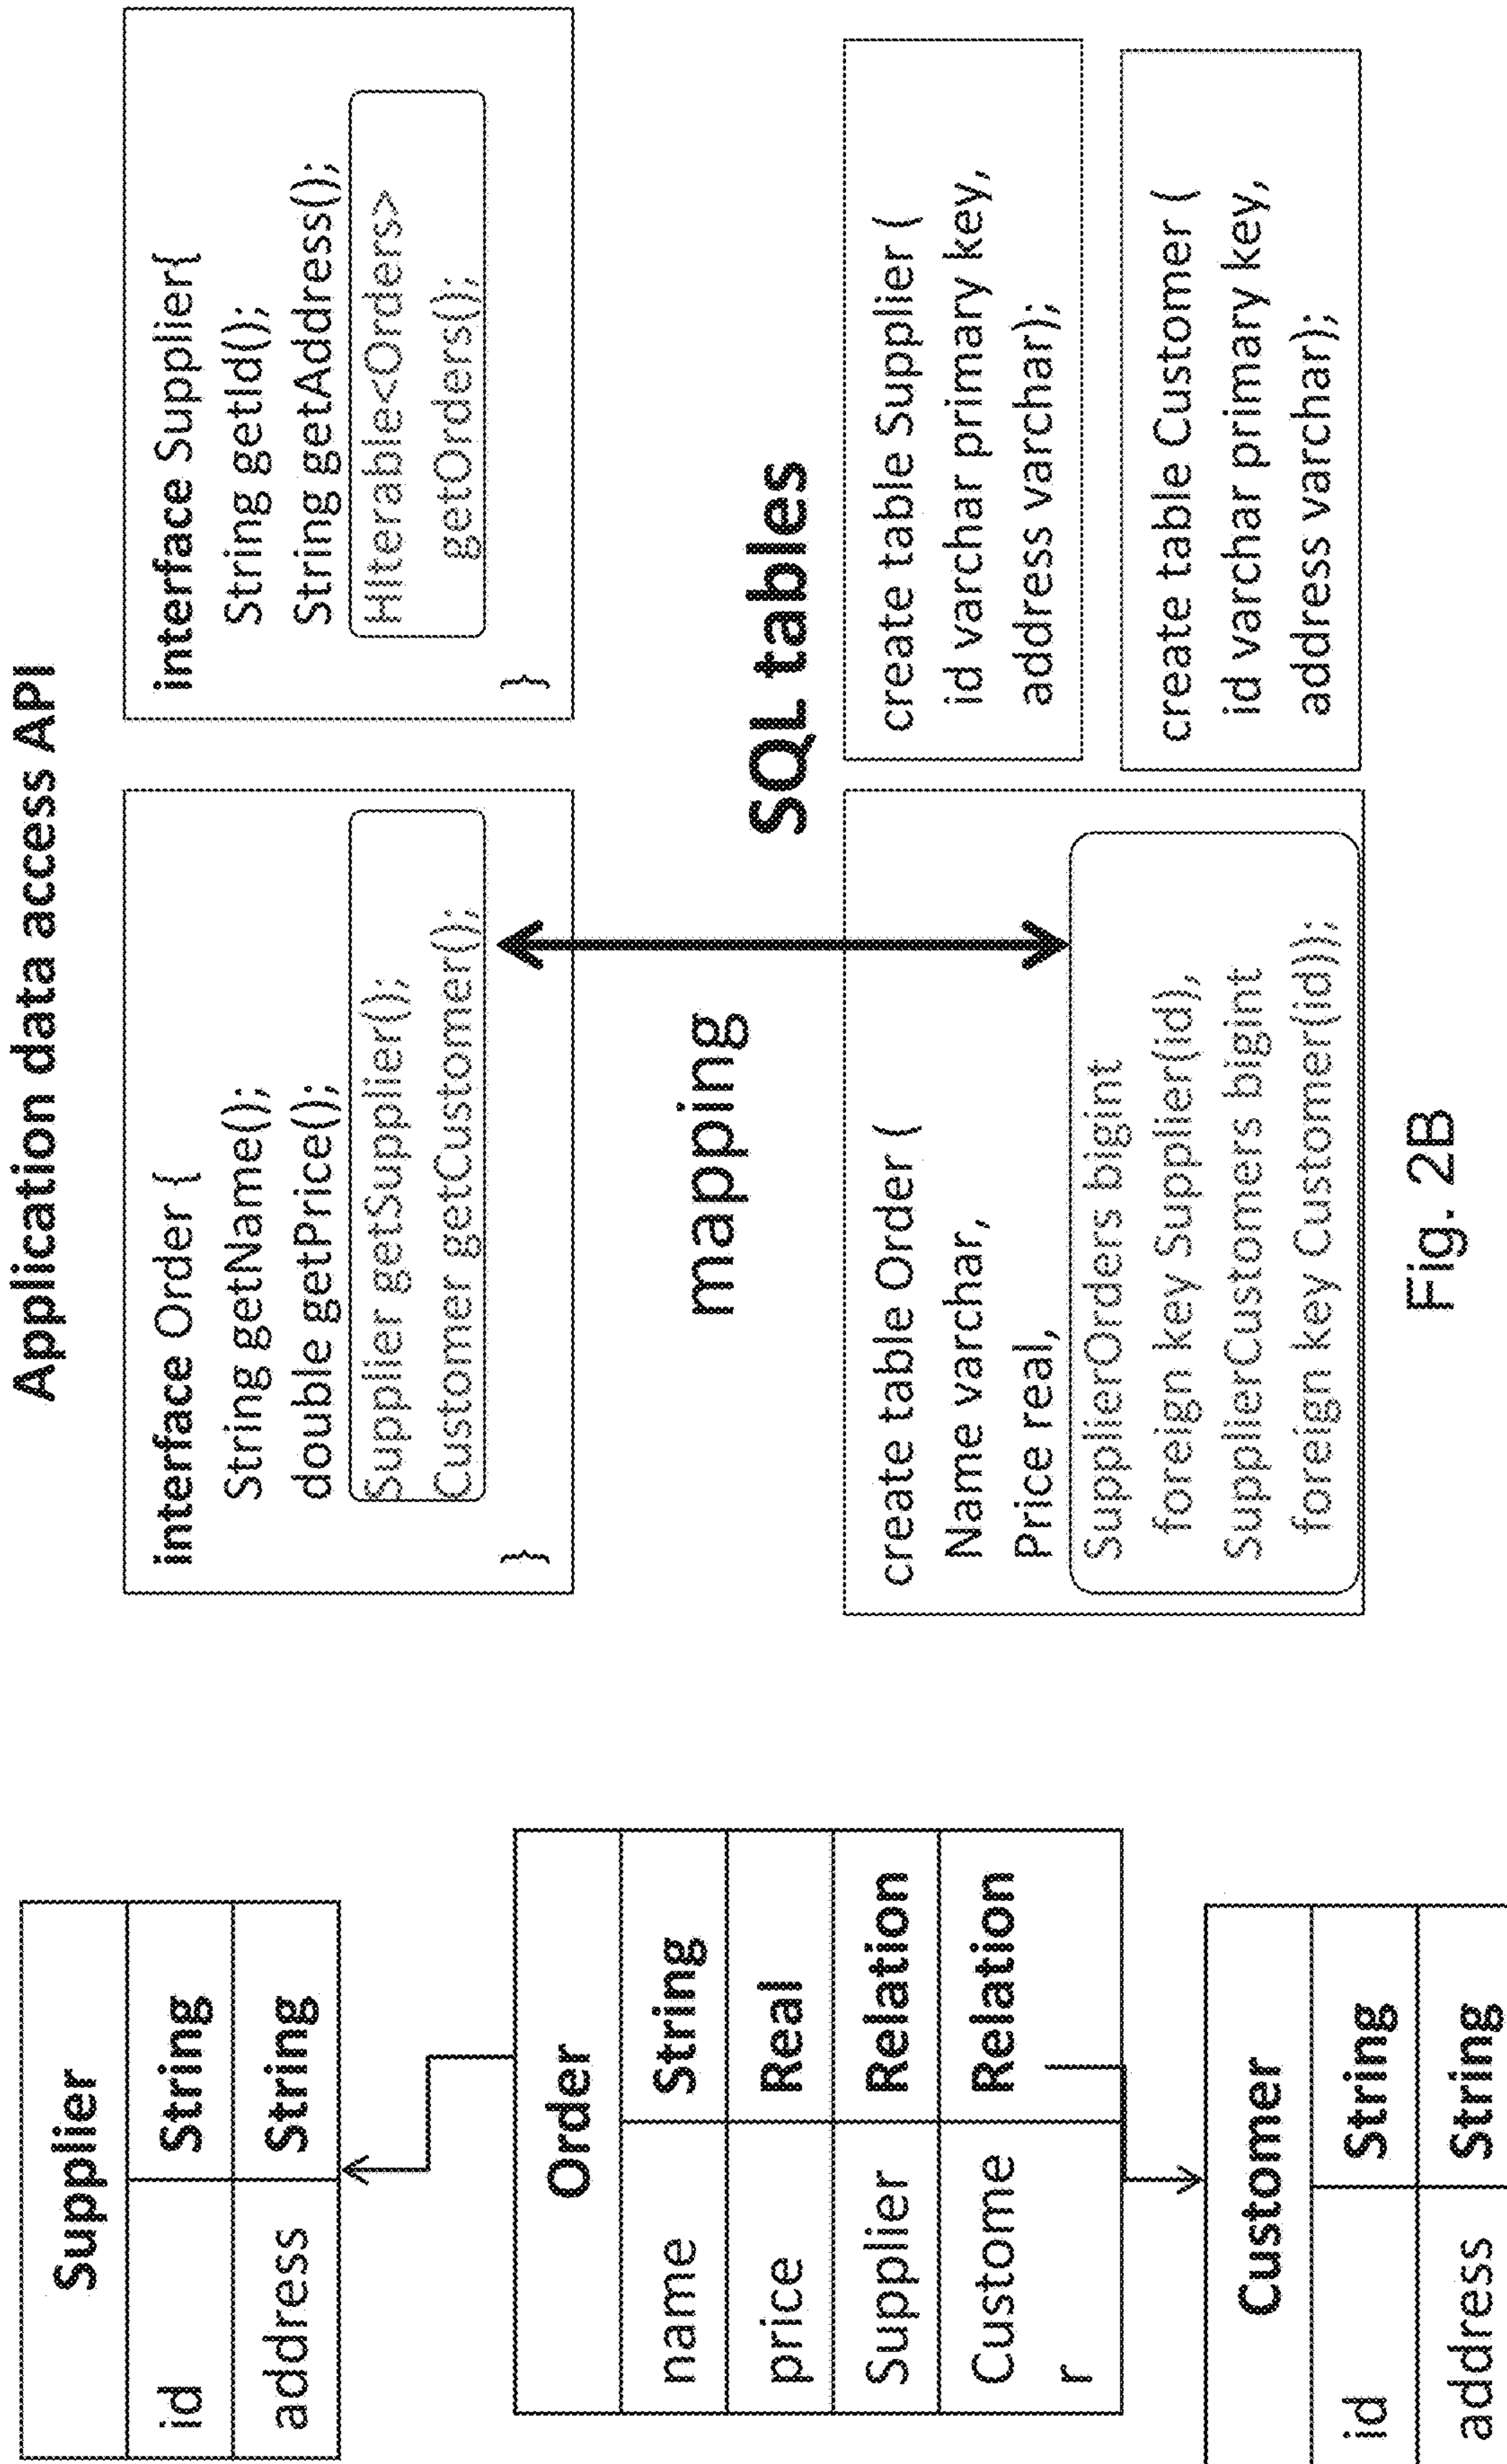 Supplier
id String
address String
Order
name String
price Real
Supplier Relation
Custome Relation
r
Customer
id String
address String
Application data access API
interface Order {
String getName();
double getPrice();
Supplier getSupplier();
Customer getCustomer();
}
interface Supplier{
String getId();
String getAddress();
HIterable<Orders>
getOrders();
}
mapping
SQL tables
create table Order (
Name varchar,
Price real,
SupplierOrders bigint
foreign key Supplier(id),
SupplierCustomers bigint
foreign key Customer(id));
create table Supplier (
id varchar primary key,
address varchar);
create table Customer (
id varchar primary key,
address varchar);
Fig. 2B